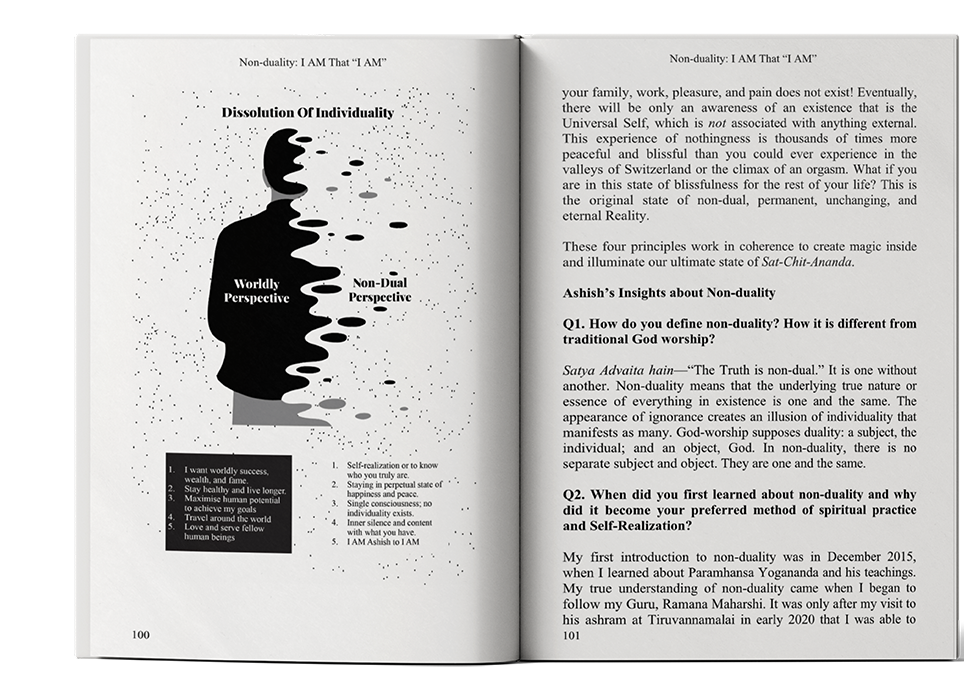 Non-duality: I AM That “I AM”
Dissolution Of Individuality
Worldly
Perspective
Non-Dual
Perspective
1. I want worldly success,
wealth, and fame.
2. Stay healthy and live longer.
3. Maximise human potential
to achieve my goals
4. Travel around the world
5. Love and serve fellow
human beings
1. Self-realization or to know
who you truly are.
2. Staying in perpetual state of
happiness and peace.
3. Single consciousness; no
individuality exists.
4. Inner silence and content
with what you have.
5. I AM Ashish to I AM
100
Non-duality: I AM That “I AM”
your family, work, pleasure, and pain does not exist! Eventually,
there will be only an awareness of an existence that is the
Universal Self, which is not associated with anything external.
This experience of nothingness is thousands of times more
peaceful and blissful than you could ever experience in the
valleys of Switzerland or the climax of an orgasm. What if you
are in this state of blissfulness for the rest of your life? This is
the original state of non-dual, permanent, unchanging, and
eternal Reality.
These four principles work in coherence to create magic inside
and illuminate our ultimate state of Sat-Chit-Ananda.
Ashish’s Insights about Non-duality
Q1. How do you define non-duality? How it is different from
traditional God worship?
Satya Advaita hain—“The Truth is non-dual.” It is one without
another. Non-duality means that the underlying true nature or
essence of everything in existence is one and the same. The
appearance of ignorance creates an illusion of individuality that
manifests as many. God-worship supposes duality: a subject, the
individual; and an object, God. In non-duality, there is no
separate subject and object. They are one and the same.
Q2. When did you first learned about non-duality and why
did it become your preferred method of spiritual practice
and Self-Realization?
My first introduction to non-duality was in December 2015,
when I learned about Paramhansa Yogananda and his teachings.
My true understanding of non-duality came when I began to
follow my Guru, Ramana Maharshi. It was only after my visit to
his ashram at Tiruvannamalai in early 2020 that I was able to
101